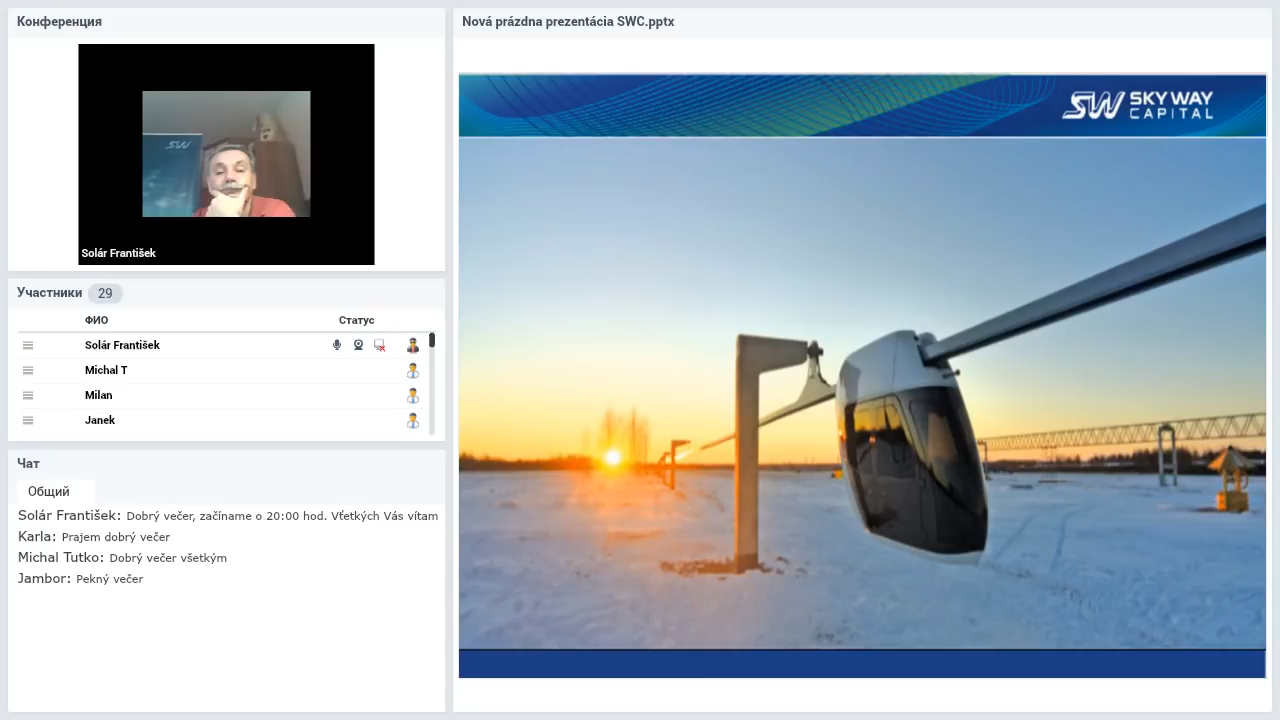 Конференция
Solár František
Участники 29
ФИО Статус
Solár František
Michal T
Milan
Janek
Чат
Общий
Solár František: Dobrý večer, začíname o 20:00 hod. Vťetkých Vás vítam
Karla: Prajem dobrý večer
Michal Tutko: Dobrý večer všetkým
Jambor: Pekný večer
Nová prázdna prezentácia SWC.pptx
SW SKY WAY
CAPITAL
SW